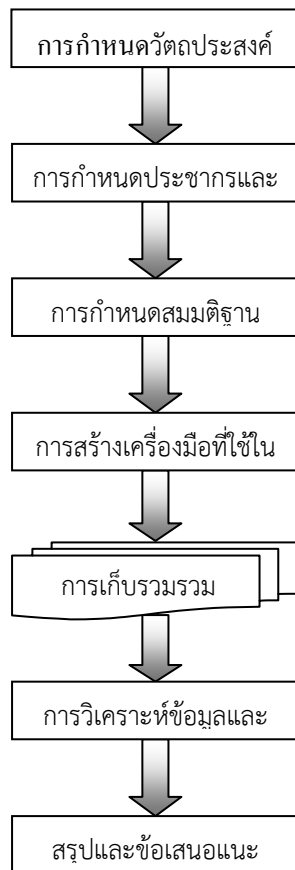 การกำหนดวัตถุประสงค์
การกำหนดประชากรและ
การกำหนดสมมติฐาน
การสร้างเครื่องมือที่ใช้ใน
การเก็บรวมรวม
การวิเคราะห์ข้อมูลและ
สรุปและข้อเสนอแนะ